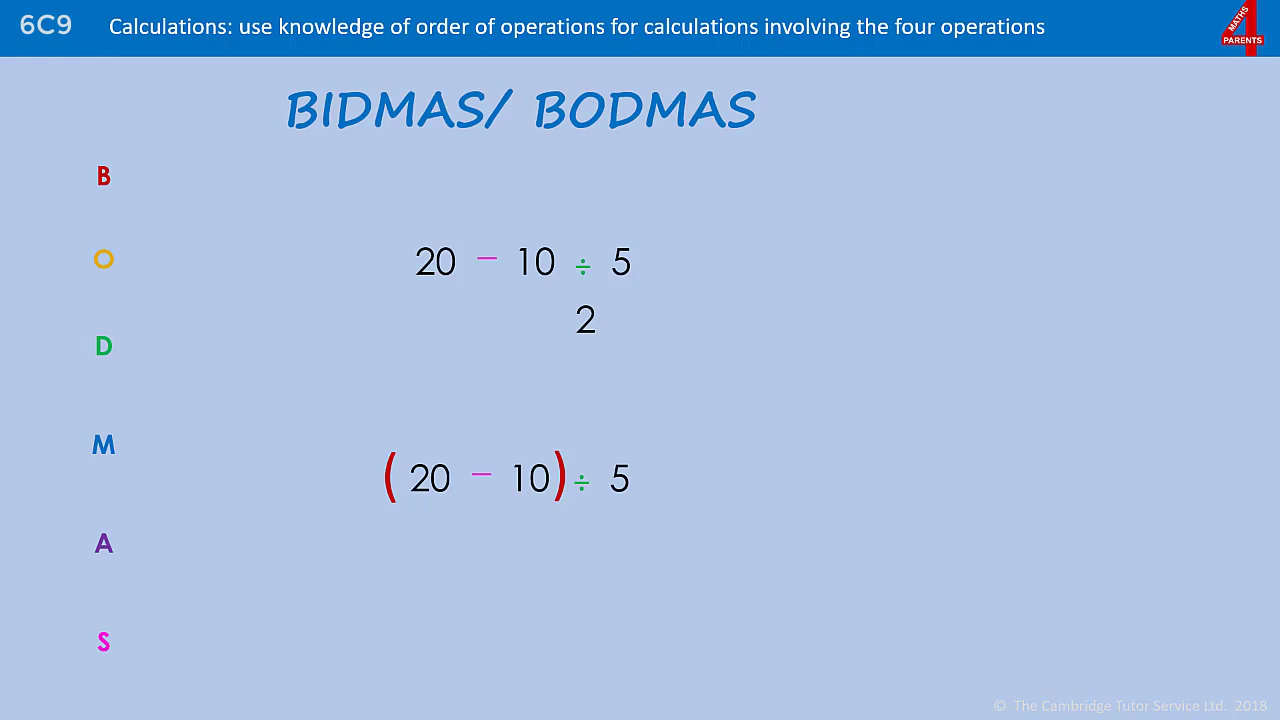 6C9 Calculations: use knowledge of order of operations for calculations involving the four operations
MATHS 4 PARENTS
BIDMAS/ BODMAS
B
O
20 − 10 ÷ 5
2
D
M
( 20 − 10 ) ÷ 5
A
S
© The Cambridge Tutor Service Ltd. 2018